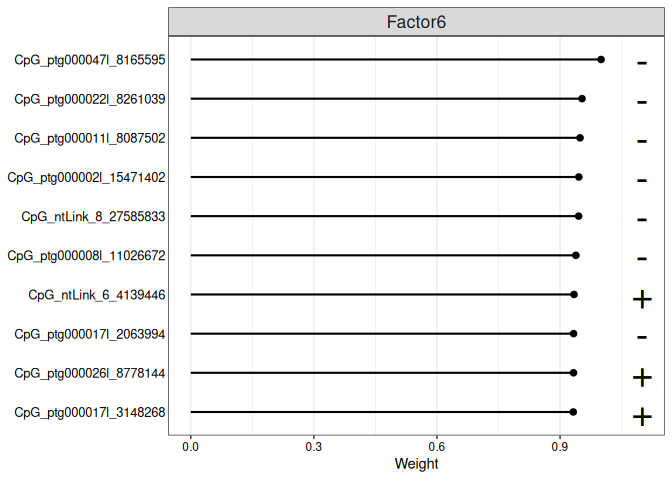 Factor6
CpG_ptg000047l_8165595 -
CpG_ptg000022l_8261039 -
CpG_ptg000011l_8087502 -
CpG_ptg000002l_15471402 -
CpG_ntLink_8_27585833 -
CpG_ptg000008l_11026672 -
CpG_ntLink_6_4139446 +
CpG_ptg000017l_2063994 -
CpG_ptg000026l_8778144 +
CpG_ptg000017l_3148268 +
0.0 0.3 0.6 0.9
Weight